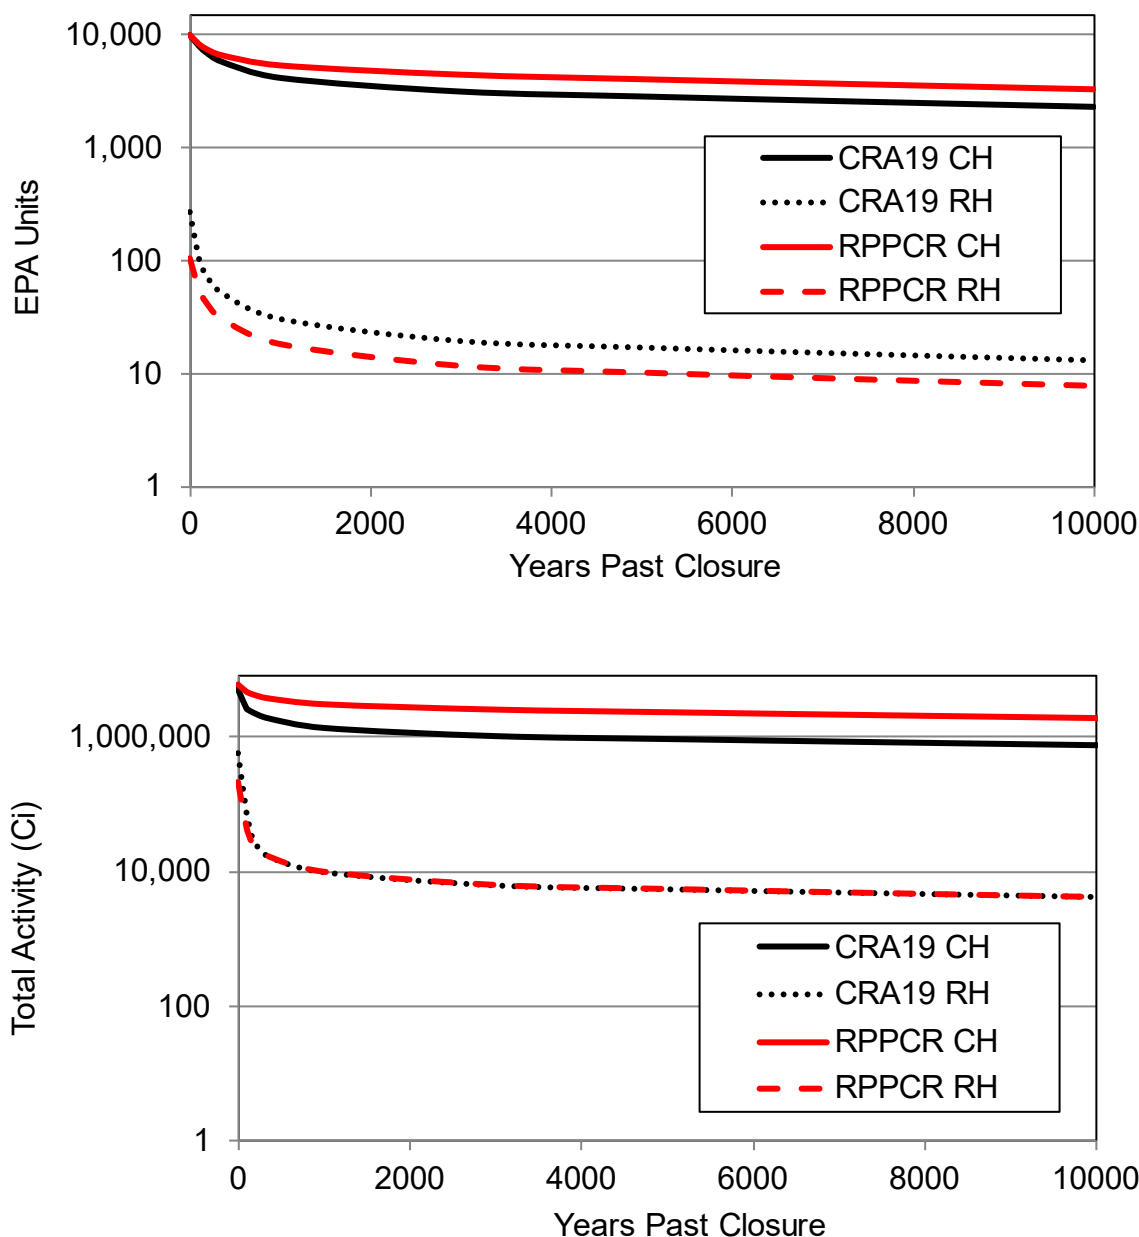 10,000
1,000
100
10
1
EPA Units
CRA19 CH
CRA19 RH
RPPCR CH
RPPCR RH
0 2000 4000 6000 8000 10000
Years Past Closure
1,000,000
10,000
100
1
Total Activity (Ci)
CRA19 CH
CRA19 RH
RPPCR CH
RPPCR RH
0 2000 4000 6000 8000 10000
Years Past Closure